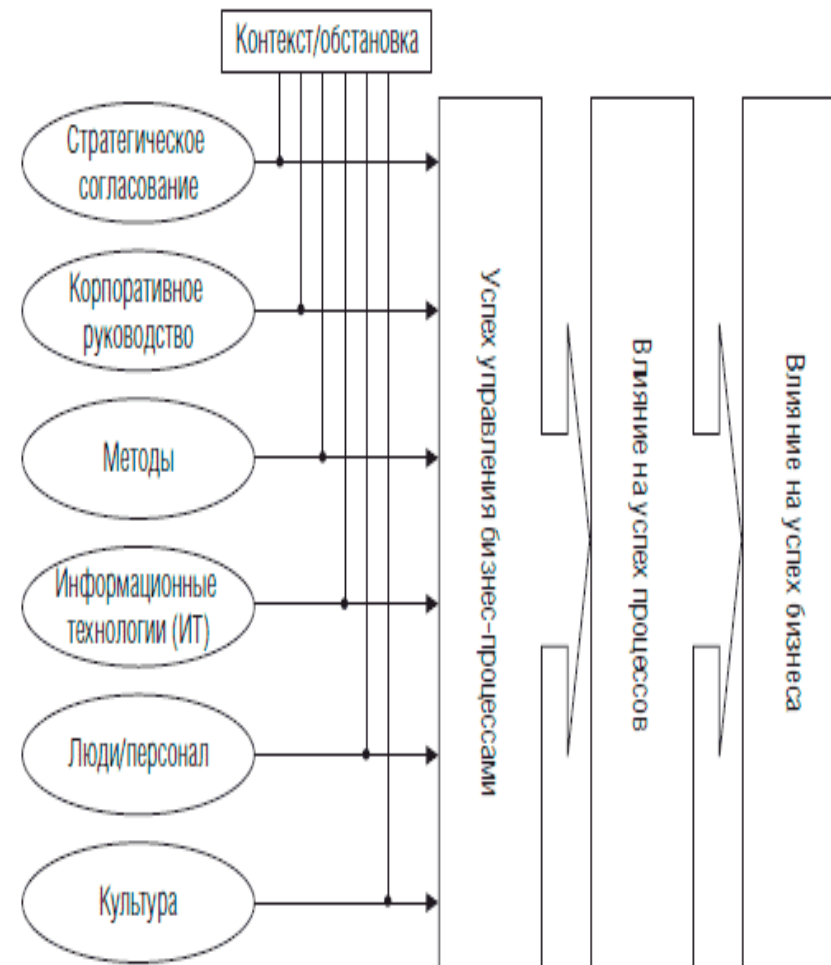 Контекст/обстановка
Стратегическое
согласование
Корпоративное
руководство
Методы
Информационные
технологии (ИТ)
Люди/персонал
Культура
Успех управления бизнес-процессами
Влияние на успех процессов
Влияние на успех бизнеса